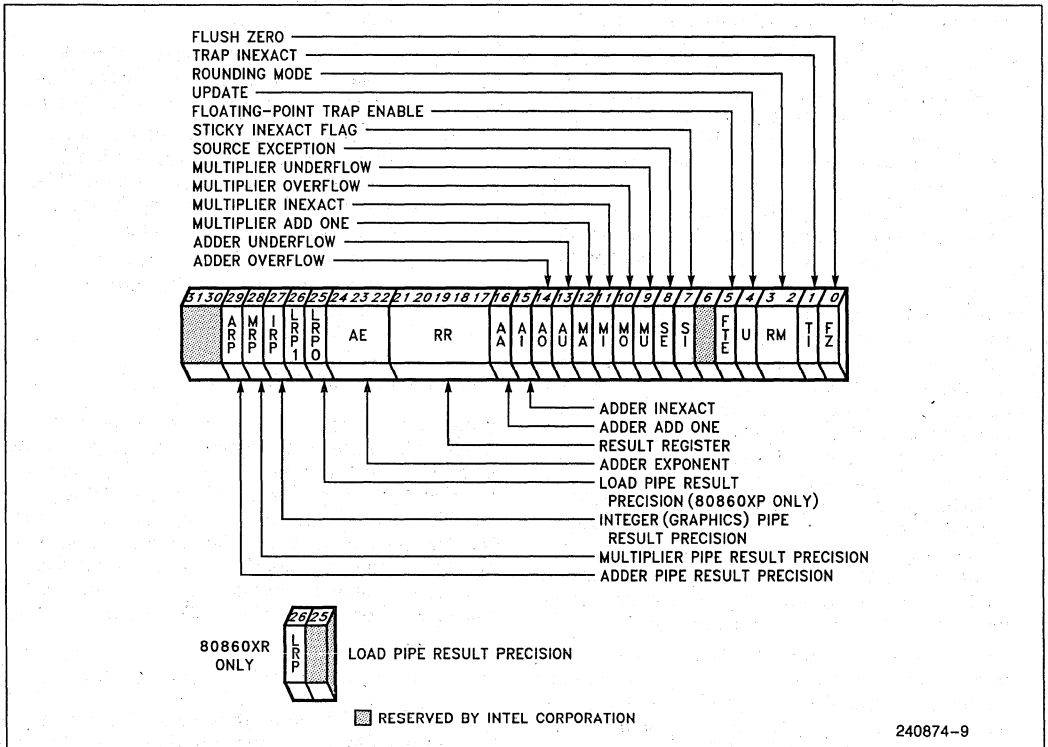 FLUSH ZERO
TRAP INEXACT
ROUNDING MODE
UPDATE
FLOATING-POINT TRAP ENABLE
STICKY INEXACT FLAG
SOURCE EXCEPTION
MULTIPLIER UNDERFLOW
MULTIPLIER OVERFLOW
MULTIPLIER INEXACT
MULTIPLIER ADD ONE
ADDER UNDERFLOW
ADDER OVERFLOW
31 30 29 28 27 26 25 24 23 22 21 20 19 18 17 16 15 14 13 12 11 10 9 8 7 6 5 4 3 2 1 0
ARP MRP IRP LRP1 LRP0 AE RR AA AI AO AU MA MI MO MU SE SI FTE U RM TI FZ
ADDER INEXACT
ADDER ADD ONE
RESULT REGISTER
ADDER EXPONENT
LOAD PIPE RESULT
PRECISION (80860XP ONLY)
INTEGER (GRAPHICS) PIPE
RESULT PRECISION
MULTIPLIER PIPE RESULT PRECISION
ADDER PIPE RESULT PRECISION
26 25
80860XR
ONLY
LRP
LOAD PIPE RESULT PRECISION
RESERVED BY INTEL CORPORATION
240874-9